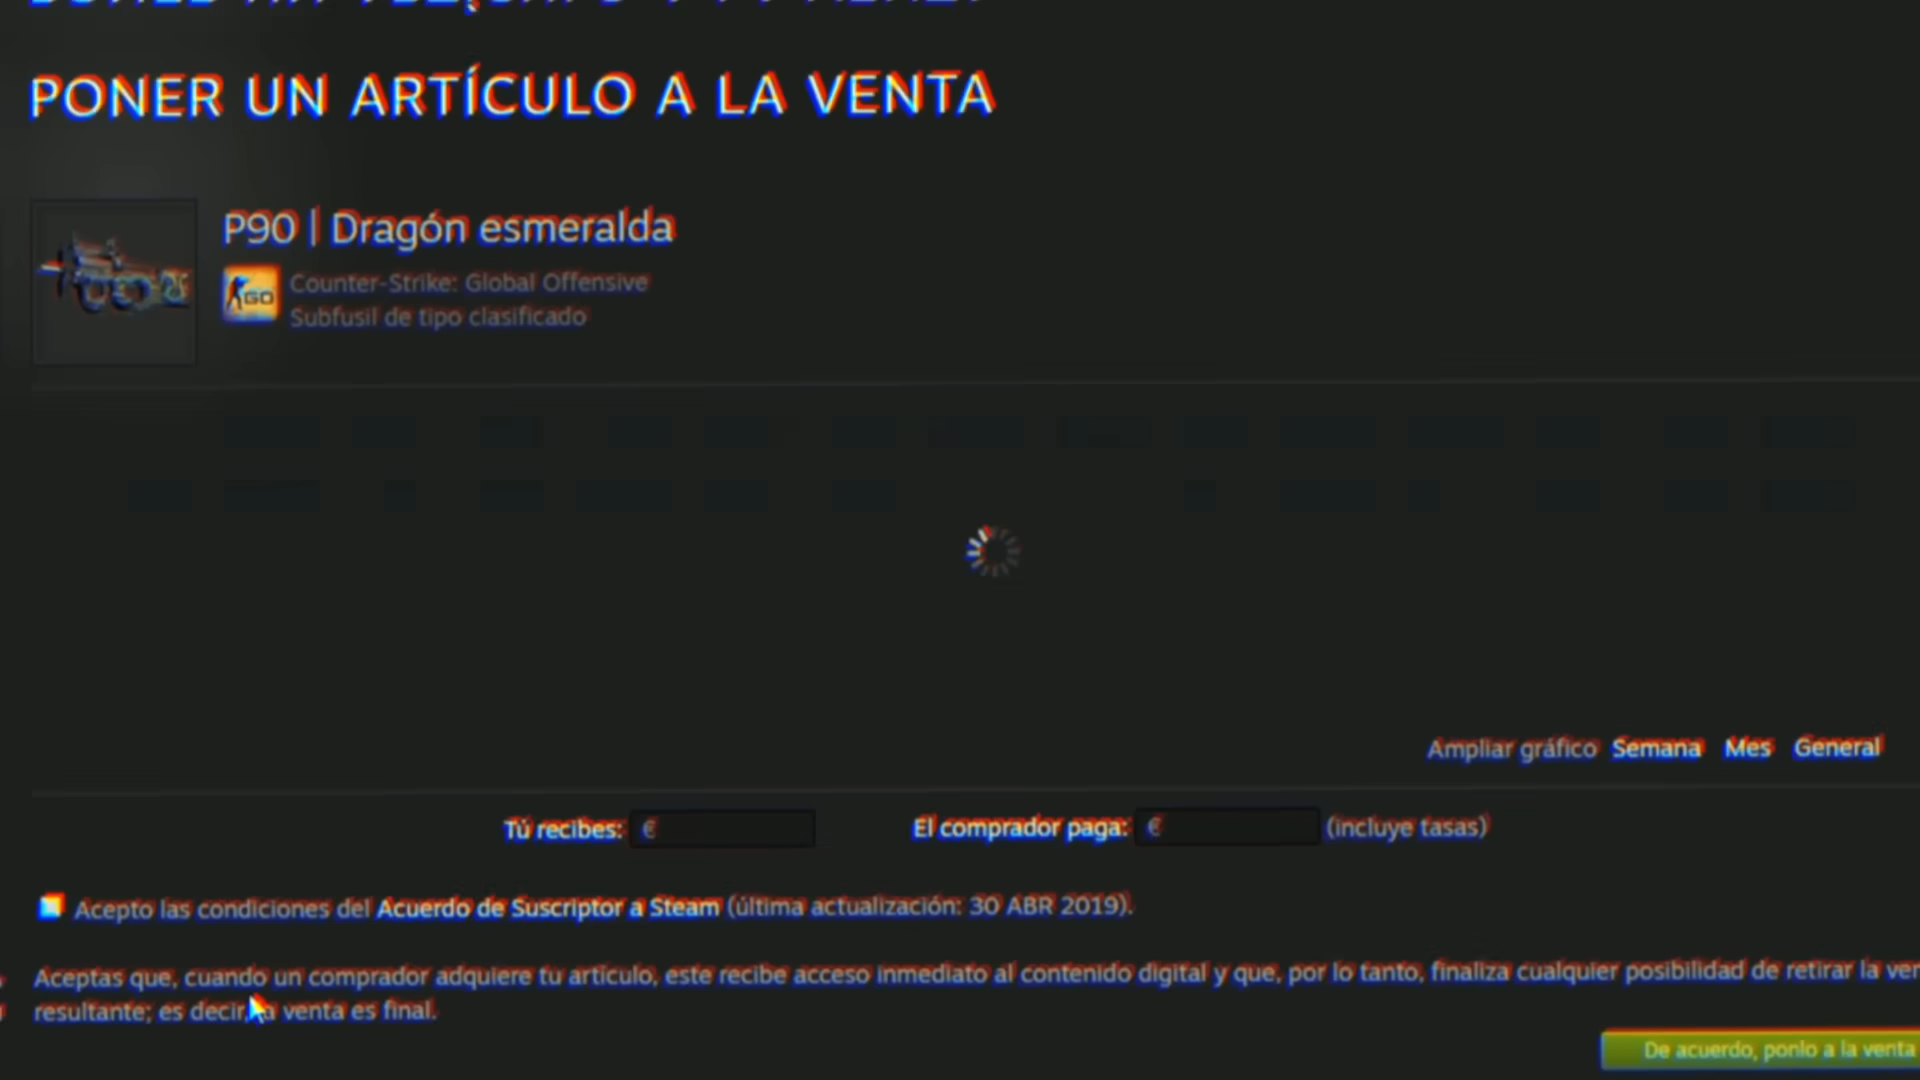 PONER UN ARTÍCULO A LA VENTA
P90 | Dragón esmeralda
GO
Counter-Strike: Global Offensive
Subfusil de tipo clasificado
Ampliar gráfico Semana Mes General
Tú recibes: € El comprador paga: € (incluye tasas)
Acepto las condiciones del Acuerdo de Suscriptor a Steam (última actualización: 30 ABR 2019).
Aceptas que, cuando un comprador adquiere tu artículo, este recibe acceso inmediato al contenido digital y que, por lo tanto, finaliza cualquier posibilidad de retirar la
resultante; es decir, venta es final.
De acuerdo, ponlo a la venta